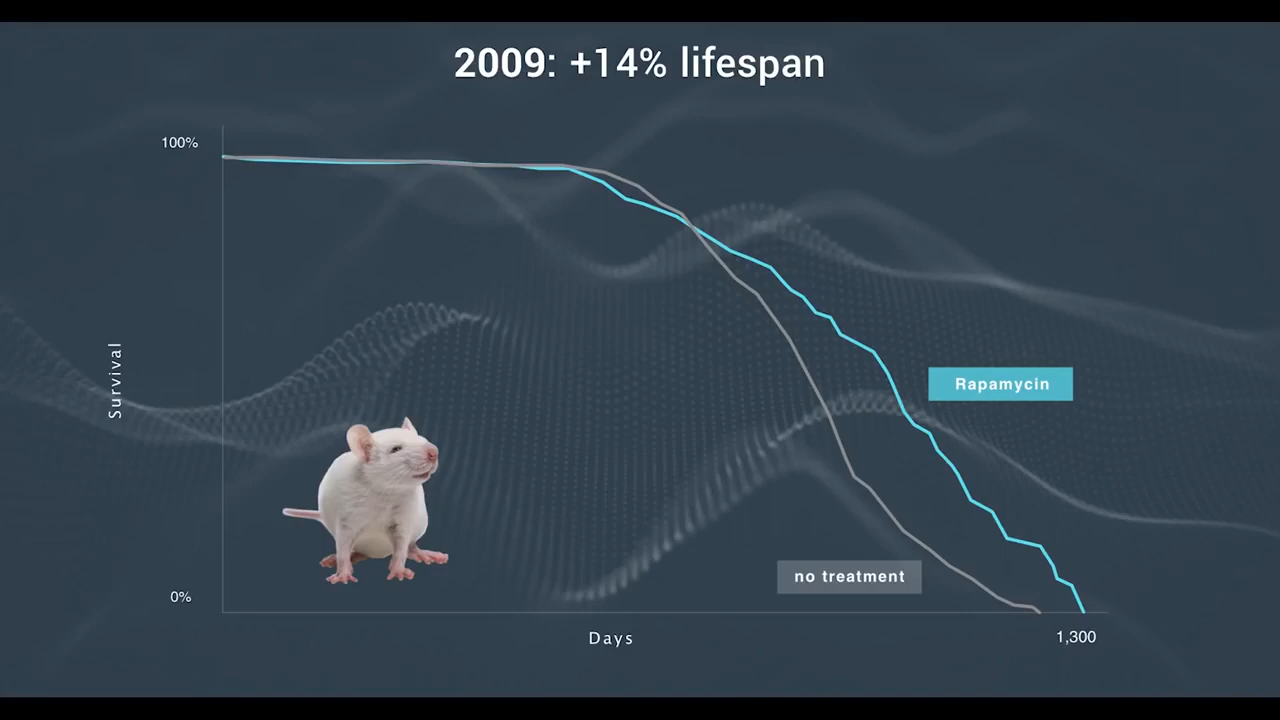 2009: +14% lifespan
100%
Survival
Rapamycin
no treatment
0%
Days
1,300